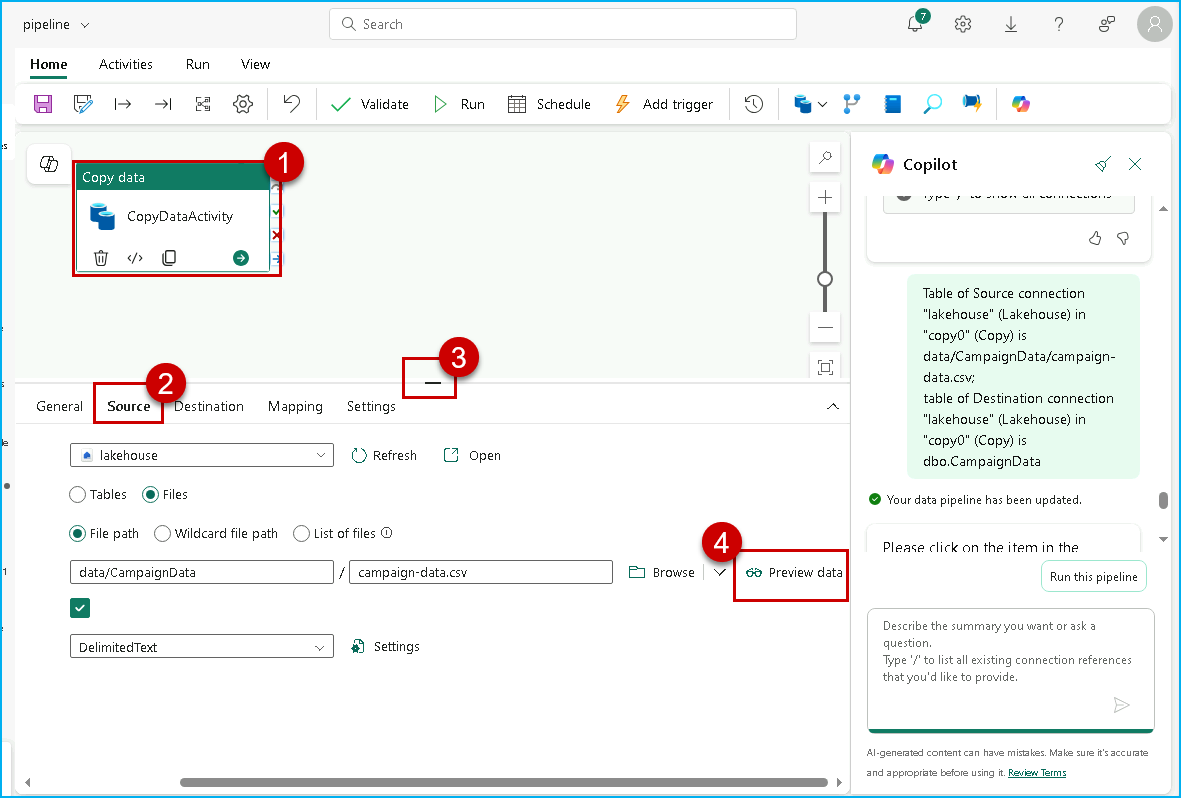 pipeline
Search
7
Home
Activities
Run
View
Validate
Run
Schedule
Add trigger
1
Copy data
CopyDataActivity
3
2
General
Source
Destination
Mapping
Settings
lakehouse
Refresh
Open
Tables
Files
File path
Wildcard file path
List of files
4
data/CampaignData
/
campaign-data.csv
Browse
Preview data
DelimitedText
Settings
Copilot
Table of Source connection
"lakehouse" (Lakehouse) in
"copy0" (Copy) is
data/CampaignData/campaign-
data.csv;
table of Destination connection
"lakehouse" (Lakehouse) in
"copy0" (Copy) is
dbo.CampaignData
Your data pipeline has been updated.
Please click on the item in the
Run this pipeline
Describe the summary you want or ask a
question.
Type '/' to list all existing connection references
that you'd like to provide.
AI-generated content can have mistakes. Make sure it's accurate
and appropriate before using it. Review Terms